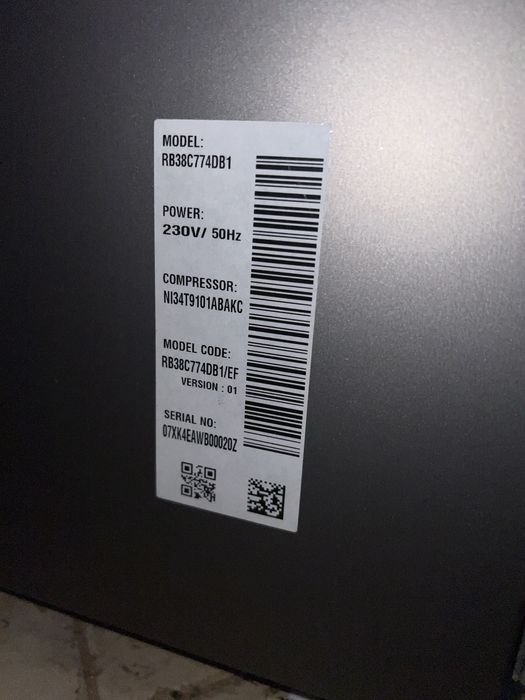 MODEL:
RB38C774DB1
POWER:
230V/ 50Hz
COMPRESSOR:
NI34T9101ABAKC
MODEL CODE:
RB38C774DB1/EF
VERSION : 01
SERIAL NO:
07XK4EAWB00020Z